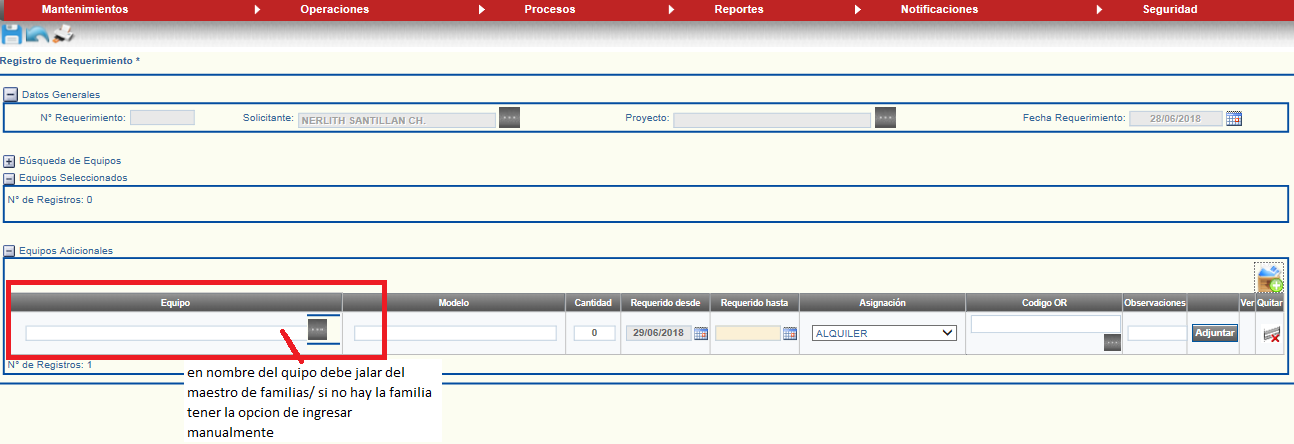 Mantenimientos Operaciones Procesos Reportes Notificaciones Seguridad
Registro de Requerimiento *
Datos Generales
N° Requerimiento: Solicitante: NERLITH SANTILLAN CH. Proyecto: Fecha Requerimiento: 28/06/2018
Búsqueda de Equipos
Equipos Seleccionados
N° de Registros: 0
Equipos Adicionales
Equipo Modelo Cantidad Requerido desde Requerido hasta Asignación Codigo OR Observaciones Ver Quitar
0 29/06/2018 ALQUILER Adjuntar
N° de Registros: 1
en nombre del quipo debe jalar del
maestro de familias/ si no hay la familia
tener la opcion de ingresar
manualmente